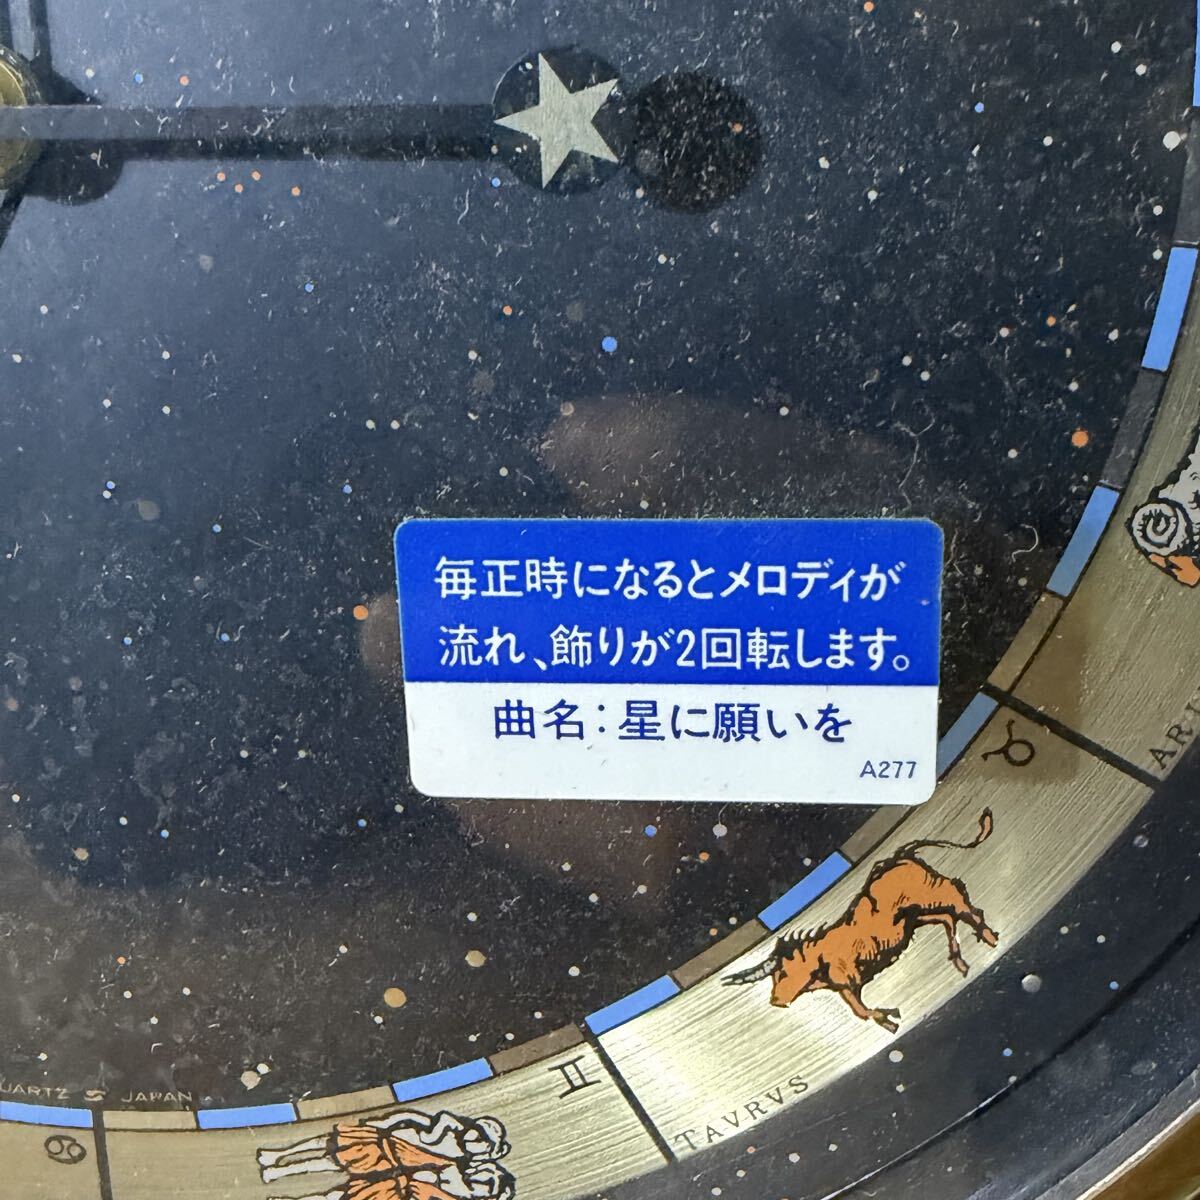 毎正時になるとメロディが
流れ、飾りが2回転します。
曲名：星に願いを
A277
TAVRVS
JAPAN